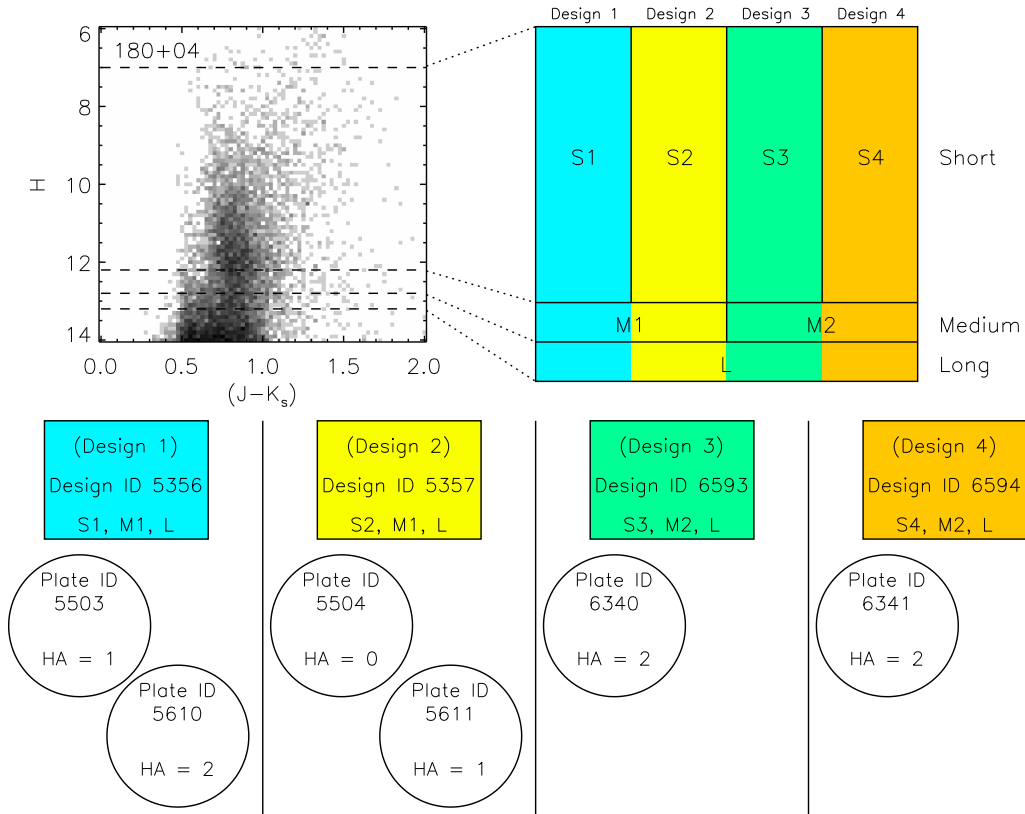 Design 1 Design 2 Design 3 Design 4
180+04
6
8
10
12
14
H
0.0 0.5 1.0 1.5 2.0
(J−Ks)
S1 S2 S3 S4 Short
M1 M2 Medium
L Long
(Design 1)
Design ID 5356
S1, M1, L
Plate ID
5503
HA = 1
Plate ID
5610
HA = 2
(Design 2)
Design ID 5357
S2, M1, L
Plate ID
5504
HA = 0
Plate ID
5611
HA = 1
(Design 3)
Design ID 6593
S3, M2, L
Plate ID
6340
HA = 2
(Design 4)
Design ID 6594
S4, M2, L
Plate ID
6341
HA = 2